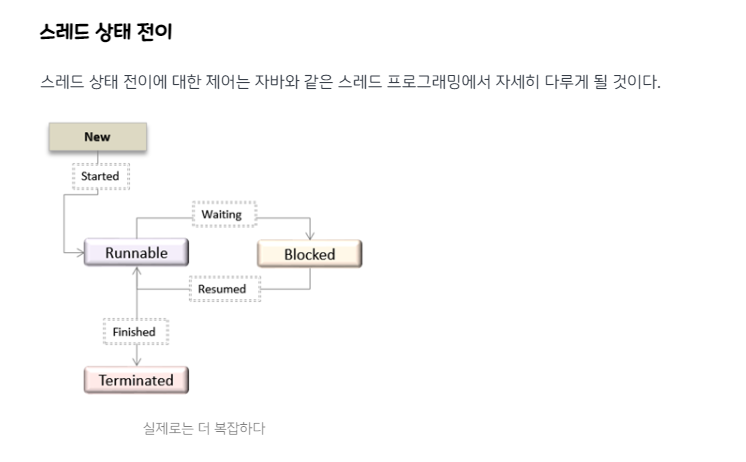 스레드 상태 전이
스레드 상태 전이에 대한 제어는 자바와 같은 스레드 프로그래밍에서 자세히 다루게 될 것이다.
New
Started
Waiting
Runnable
Blocked
Resumed
Finished
Terminated
실제로는 더 복잡하다